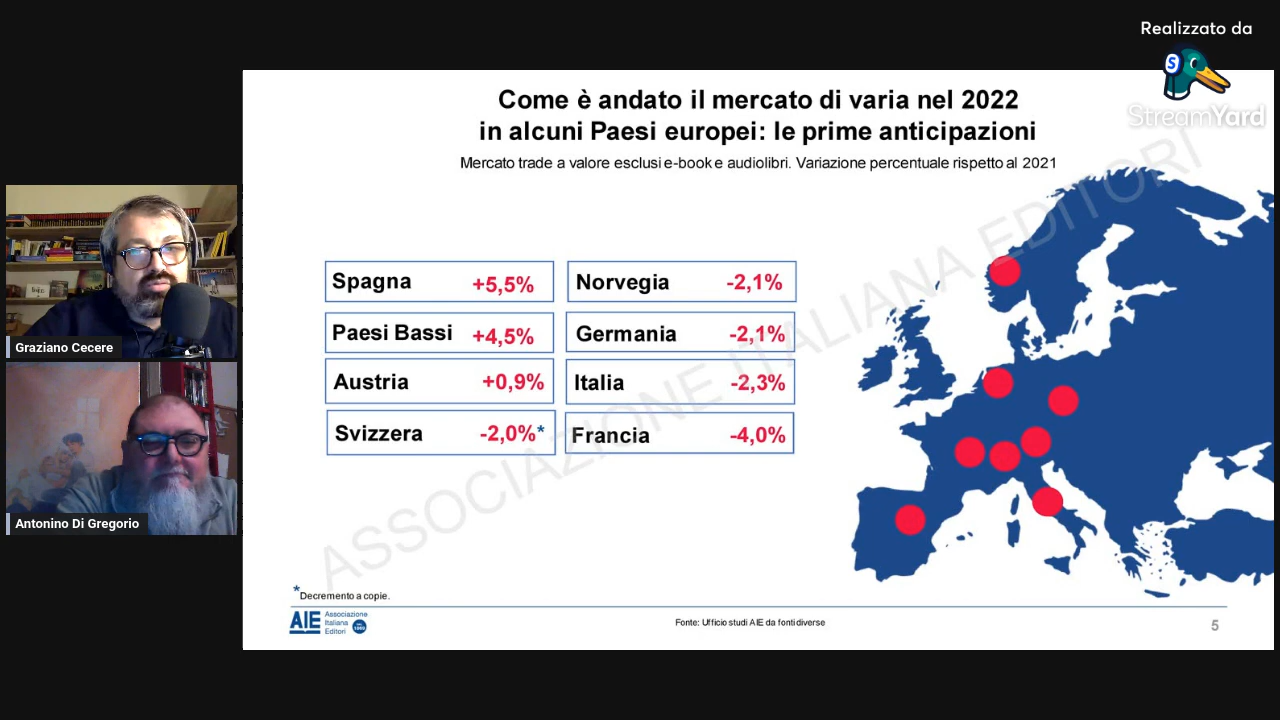 Realizzato da
StreamYard
Come è andato il mercato di varia nel 2022
in alcuni Paesi europei: le prime anticipazioni
Mercato trade a valore esclusi e-book e audiolibri. Variazione percentuale rispetto al 2021
Spagna +5,5%
Norvegia -2,1%
Paesi Bassi +4,5%
Germania -2,1%
Austria +0,9%
Italia -2,3%
Svizzera -2,0%*
Francia -4,0%
ASSOCIAZIONE ITALIANA EDITORI
Graziano Cecere
Antonino Di Gregorio
*Decremento a copie.
AIE Associazione
Italiana
Editori
Fonte: Ufficio studi AIE da fonti diverse
5